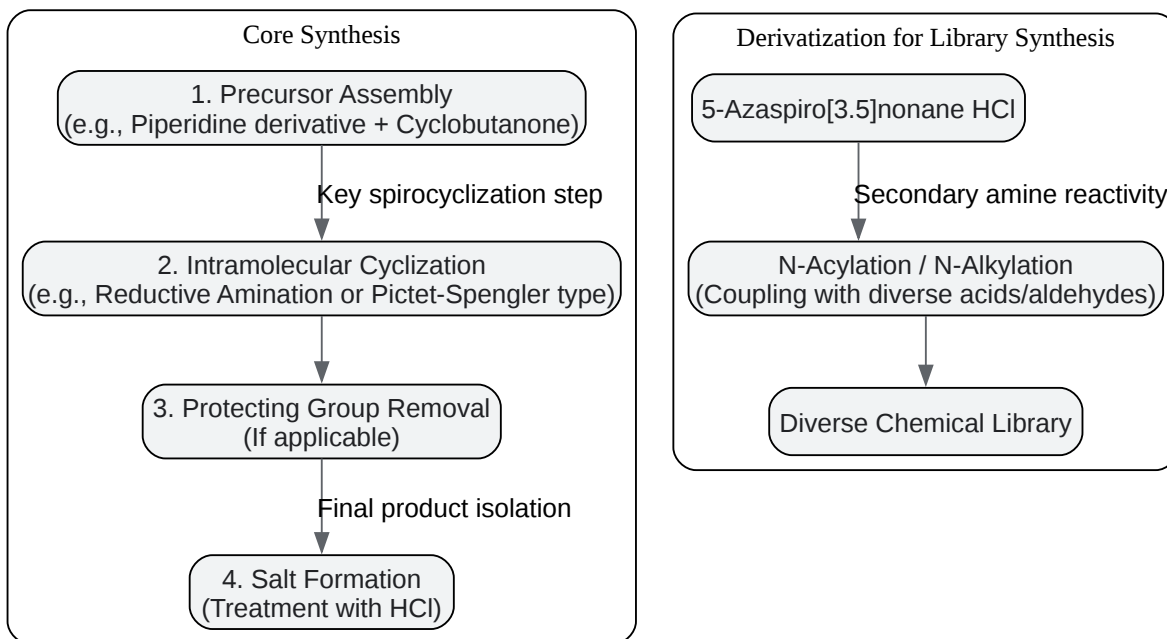 Core Synthesis
1. Precursor Assembly
(e.g., Piperidine derivative + Cyclobutanone)
Key spirocyclization step
2. Intramolecular Cyclization
(e.g., Reductive Amination or Pictet-Spengler type)
3. Protecting Group Removal
(If applicable)
Final product isolation
4. Salt Formation
(Treatment with HCl)
Derivatization for Library Synthesis
5-Azaspiro[3.5]nonane HCl
Secondary amine reactivity
N-Acylation / N-Alkylation
(Coupling with diverse acids/aldehydes)
Diverse Chemical Library